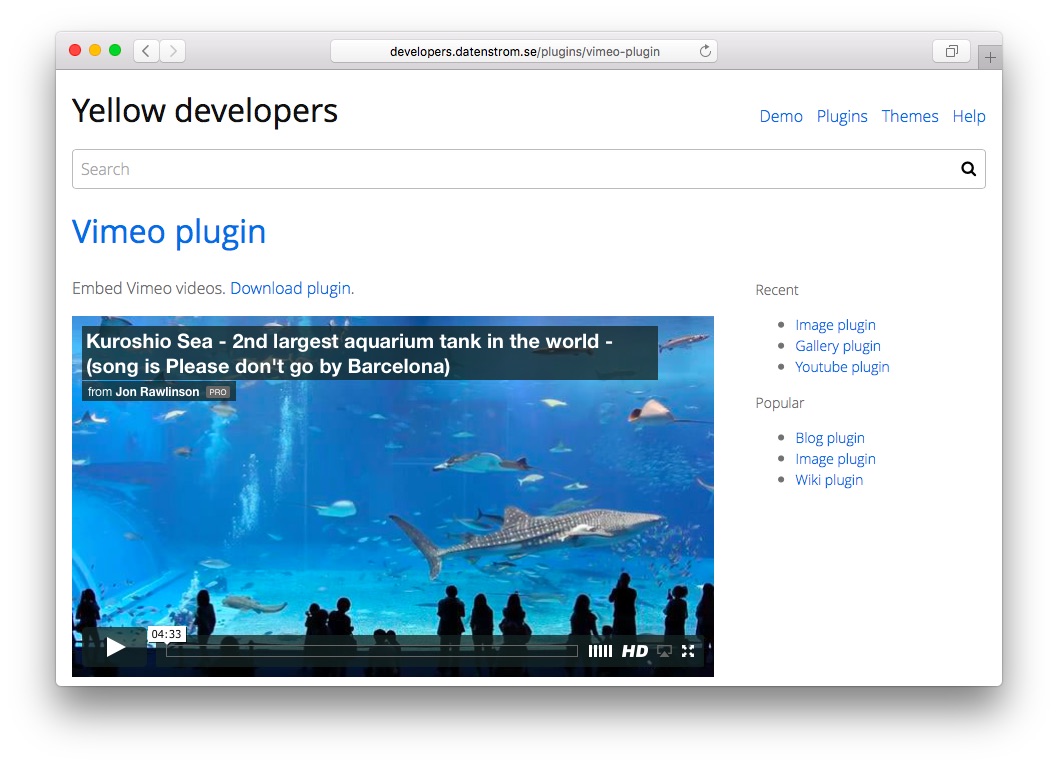 developers.datenstrom.se/plugins/vimeo-plugin
Yellow developers
Demo Plugins Themes Help
Search
Vimeo plugin
Embed Vimeo videos. Download plugin.
Kuroshio Sea - 2nd largest aquarium tank in the world -
(song is Please don't go by Barcelona)
from Jon Rawlinson PRO
04:33
HD
Recent
Image plugin
Gallery plugin
Youtube plugin
Popular
Blog plugin
Image plugin
Wiki plugin